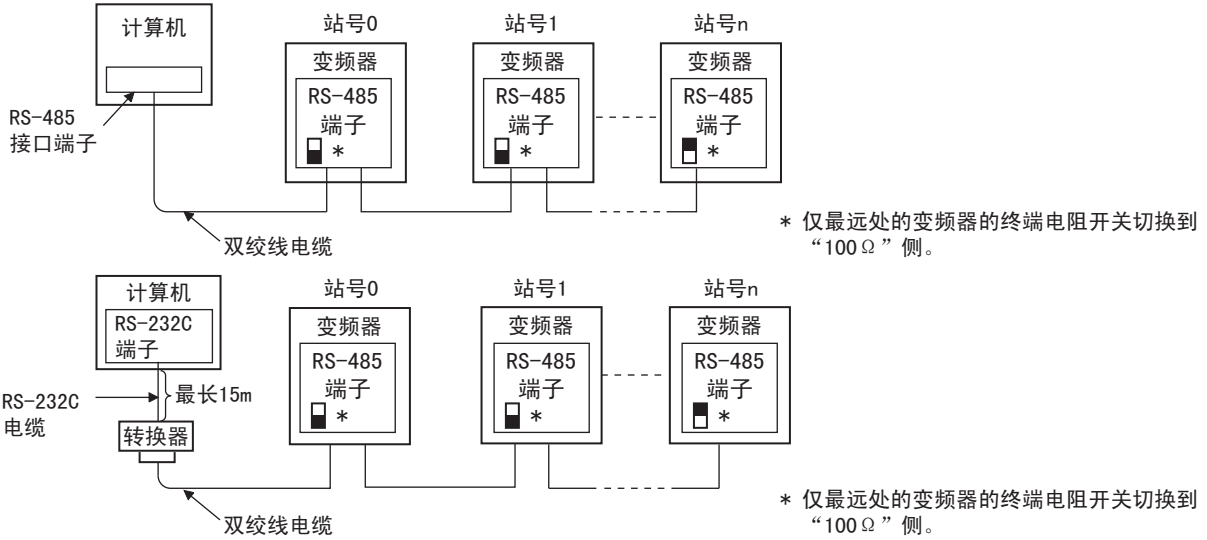 计算机
站号0
站号1
站号n
变频器
变频器
变频器
RS-485
端子
*
RS-485
端子
*
RS-485
端子
*
RS-485
接口端子
双绞线电缆
* 仅最远处的变频器的终端电阻开关切换到
“100Ω”侧。
计算机
RS-232C
端子
站号0
站号1
站号n
变频器
变频器
变频器
RS-485
端子
*
RS-485
端子
*
RS-485
端子
*
最长15m
RS-232C
电缆
转换器
双绞线电缆
* 仅最远处的变频器的终端电阻开关切换到
“100Ω”侧。